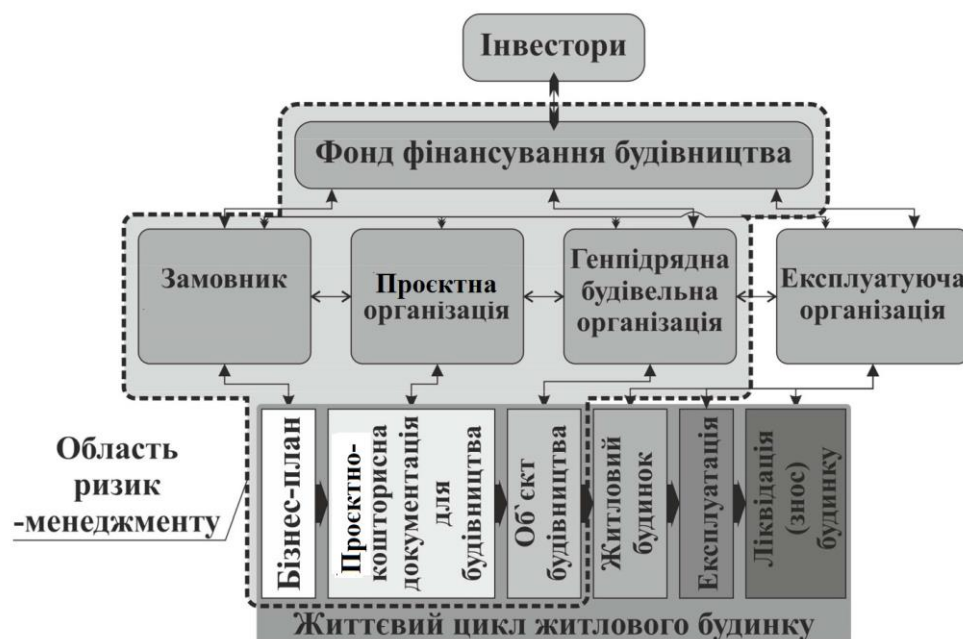 Інвестори
Фонд фінансування будівництва
Замовник
Проєктна
організація
Генпідрядна
будівельна
організація
Експлуатуюча
організація
Область
ризик
-менеджменту
Бізнес-план
Проєктно-
кошторисна
документація
для
будівництва
Об`єкт
будівництва
Житловий
будинок
Експлуатація
Ліквідація
(знос)
будинку
Життєвий цикл житлового будинку